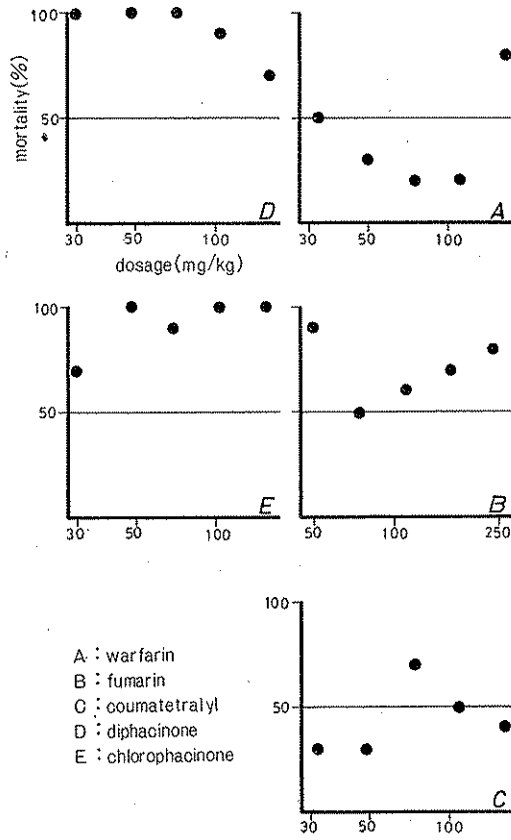 100
50
mortality(%)
D
A
30 50 100
30 50 100
dosage(mg/kg)
100
50
E
B
30 50 100
50 100 250
100
50
C
50 100
A : warfarin
B : fumarin
C : coumatetralyl
D : diphacinone
E : chlorophacinone
30